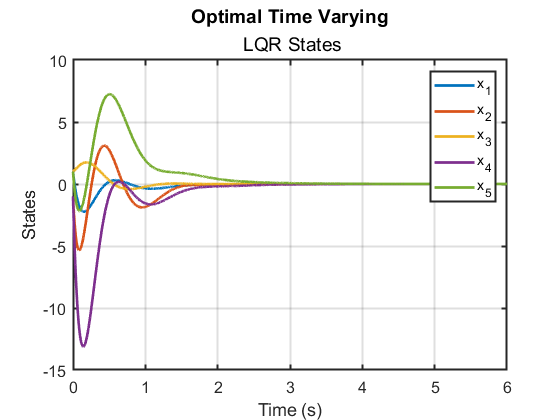 Optimal Time Varying
LQR States
10
5
0
-5
-10
-15
States
0 1 2 3 4 5 6
Time (s)
x1
x2
x3
x4
x5